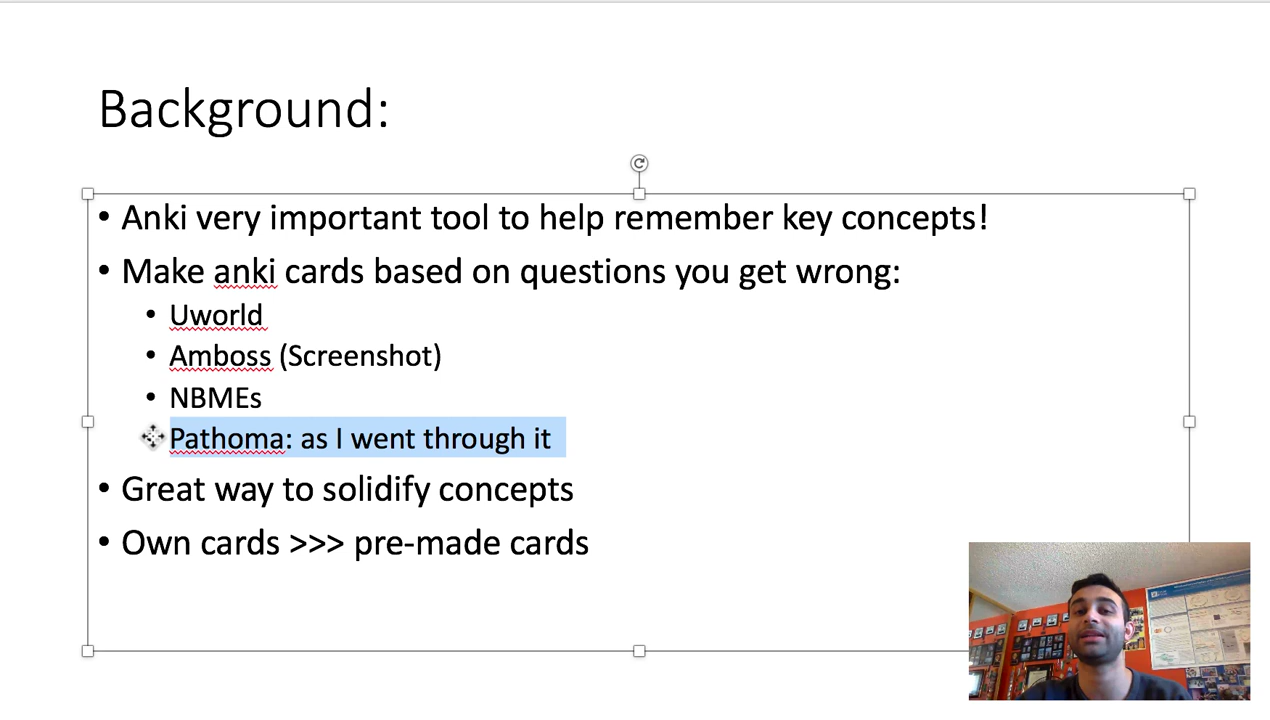 Background:
• Anki very important tool to help remember key concepts!
• Make anki cards based on questions you get wrong:
• Uworld
• Amboss (Screenshot)
• NBMEs
Pathoma: as I went through it
• Great way to solidify concepts
• Own cards >>> pre-made cards